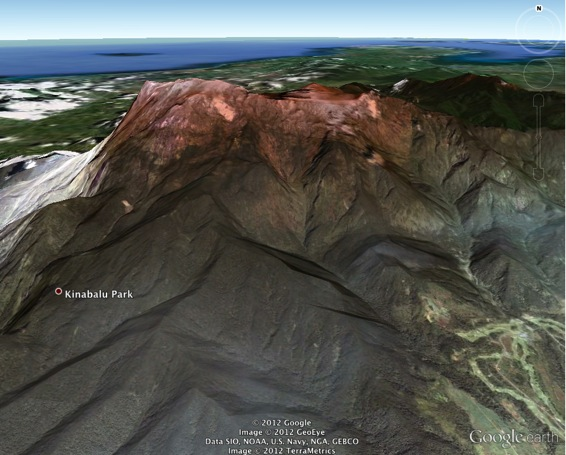 N
Kinabalu Park
© 2012 Google
Image © 2012 GeoEye
Data SIO, NOAA, U.S. Navy, NGA, GEBCO
Image © 2012 TerraMetrics
Google earth